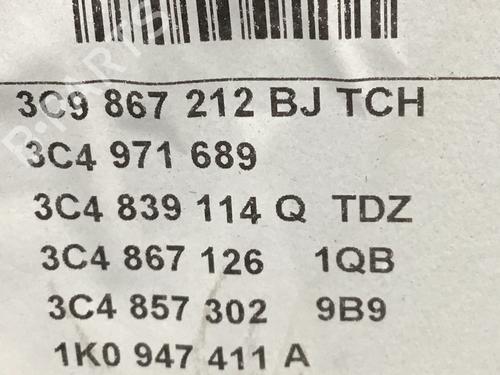 3C9 867 212 BJ TCH
3C4 971 689
3C4 839 114 Q TDZ
3C4 867 126 1QB
3C4 857 302 9B9
1K0 947 411 A